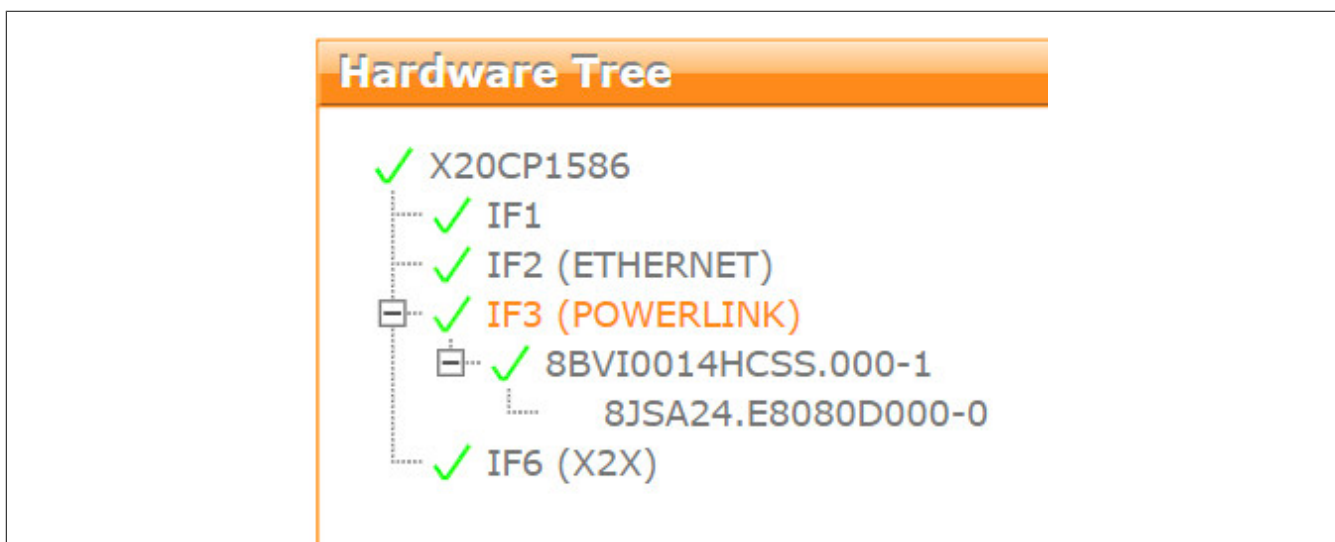 Hardware Tree
X20CP1586
IF1
IF2 (ETHERNET)
IF3 (POWERLINK)
8BVI0014HCSS.000-1
8JSA24.E8080D000-0
IF6 (X2X)